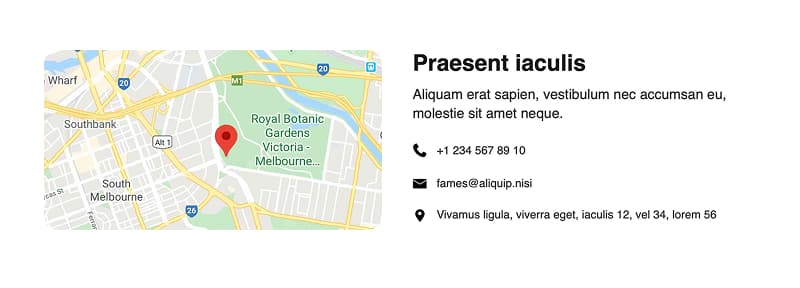 Wharf
20
20
M1
Southbank
Alt 1
Royal Botanic
Gardens
Victoria -
Melbourne...
South
Melbourne
26
Praesent iaculis
Aliquam erat sapien, vestibulum nec accumsan eu,
molestie sit amet neque.
+1 234 567 89 10
fames@aliquip.nisi
Vivamus ligula, viverra eget, iaculis 12, vel 34, lorem 56